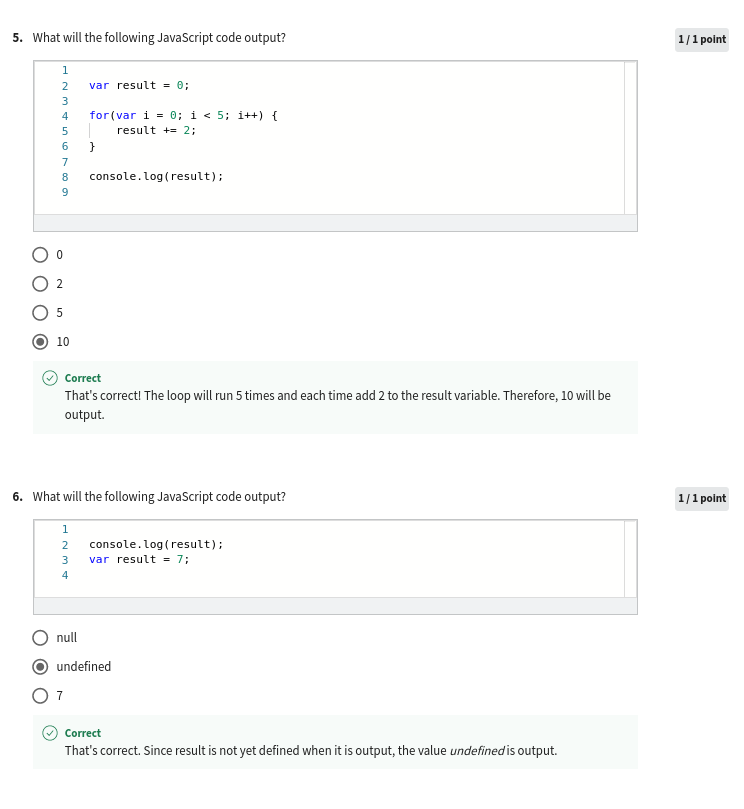 5. What will the following JavaScript code output?
1 / 1 point
1
2 var result = 0;
3
4 for(var i = 0; i < 5; i++) {
5     result += 2;
6 }
7
8 console.log(result);
9
0
2
5
10
Correct
That's correct! The loop will run 5 times and each time add 2 to the result variable. Therefore, 10 will be
output.
6. What will the following JavaScript code output?
1 / 1 point
1
2 console.log(result);
3 var result = 7;
4
null
undefined
7
Correct
That's correct. Since result is not yet defined when it is output, the value undefined is output.